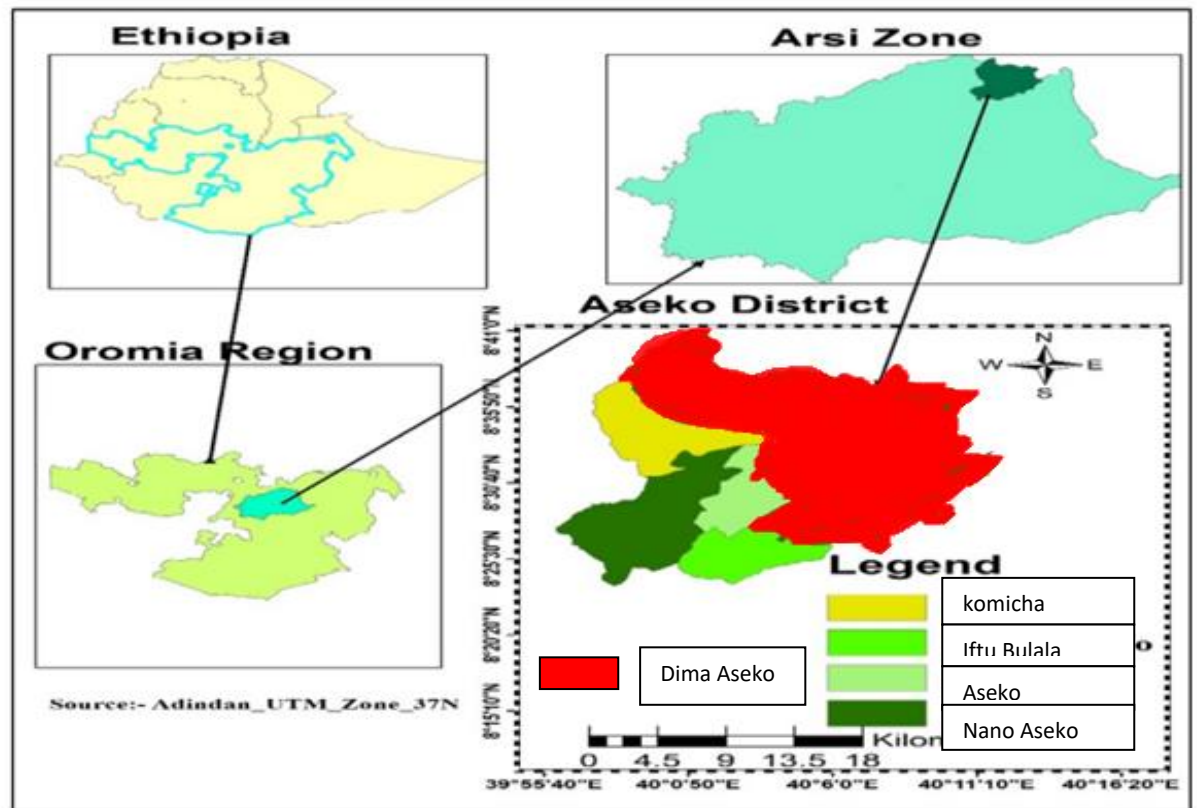 Ethiopia
Arsi Zone
Oromia Region
Aseko District
N
W E
S
8°41'0"N
8°35'50"N
8°30'40"N
8°25'30"N
8°20'20"N
8°15'10"N
Legend
komicha
Iftu Bulala
Aseko
Nano Aseko
Dima Aseko
Source:- Adindan_UTM_Zone_37N
0 4.5 9 13.5 18
39°55'40"E 40°0'50"E 40°6'0"E 40°11'10"E 40°16'20"E